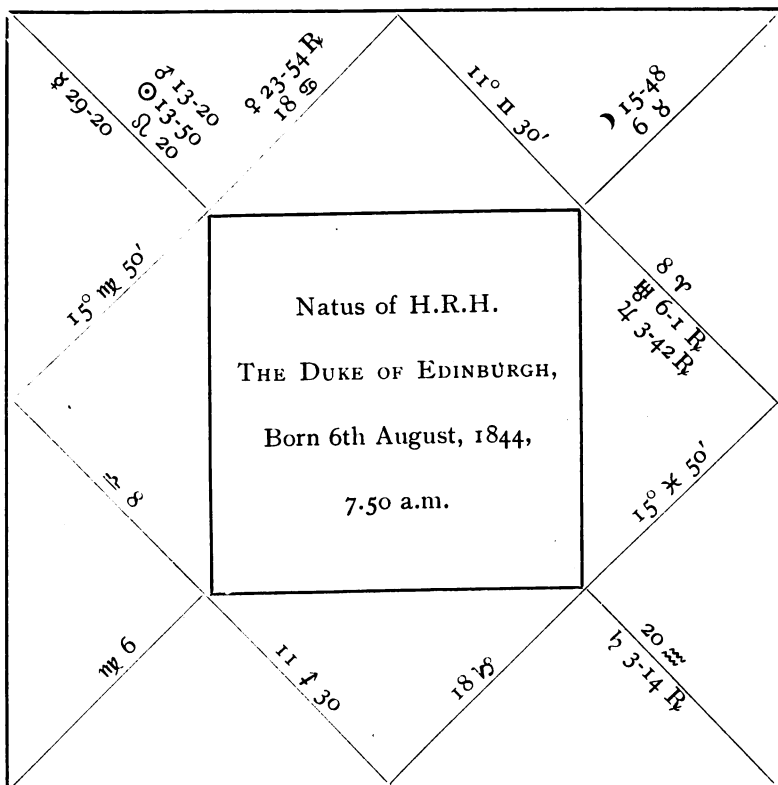 ☿ 29-20
♂ 13-20
☉ 13-50
♌ 20
♀ 23-54 ℞
18 ♋
11° ♊ 30′
☽ 15-48
6 ♉
15° ♍ 50′
8 ♈
♅ 6-1 ℞
♃ 3-42 ℞
Natus of H.R.H.
THE DUKE OF EDINBURGH,
Born 6th August, 1844,
7.50 a.m.
♎ 8
15° ♓ 50′
♍ 6
11 ♐ 30
18 ♑
20 ♒
♄ 3-14 ℞